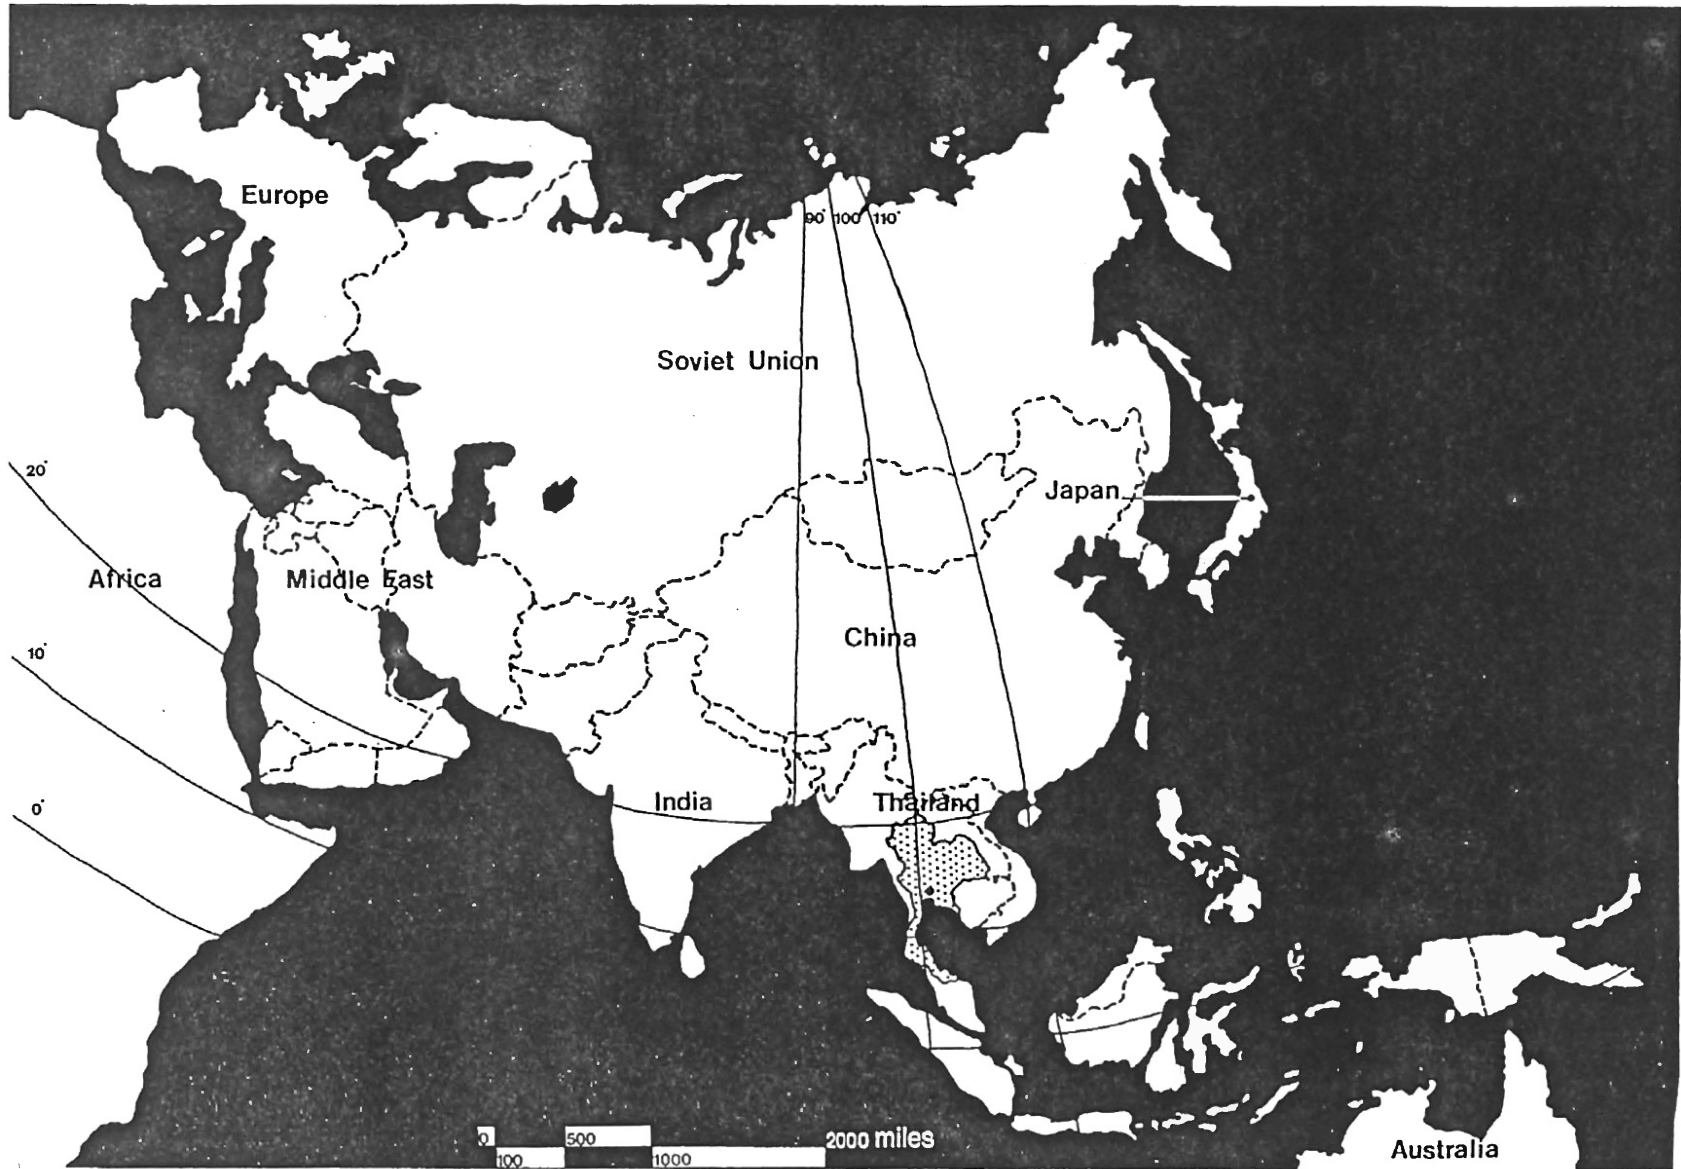 Europe
90° 100° 110°
Soviet Union
20°
Japan
Africa
Middle East
China
10°
India
Thailand
0°
0 500 2000 miles
100 1000
Australia